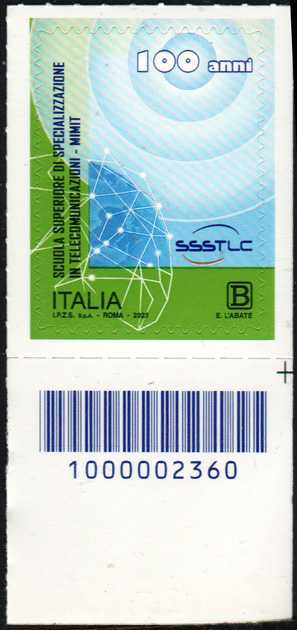 100 anni
SCUOLA SUPERIORE DI SPECIALIZZAZIONE
IN TELECOMUNICAZIONI - MIMIT
SSSTLC
ITALIA
B
I.P.Z.S. S.p.A. - ROMA - 2023
E. L'ABATE
1000002360